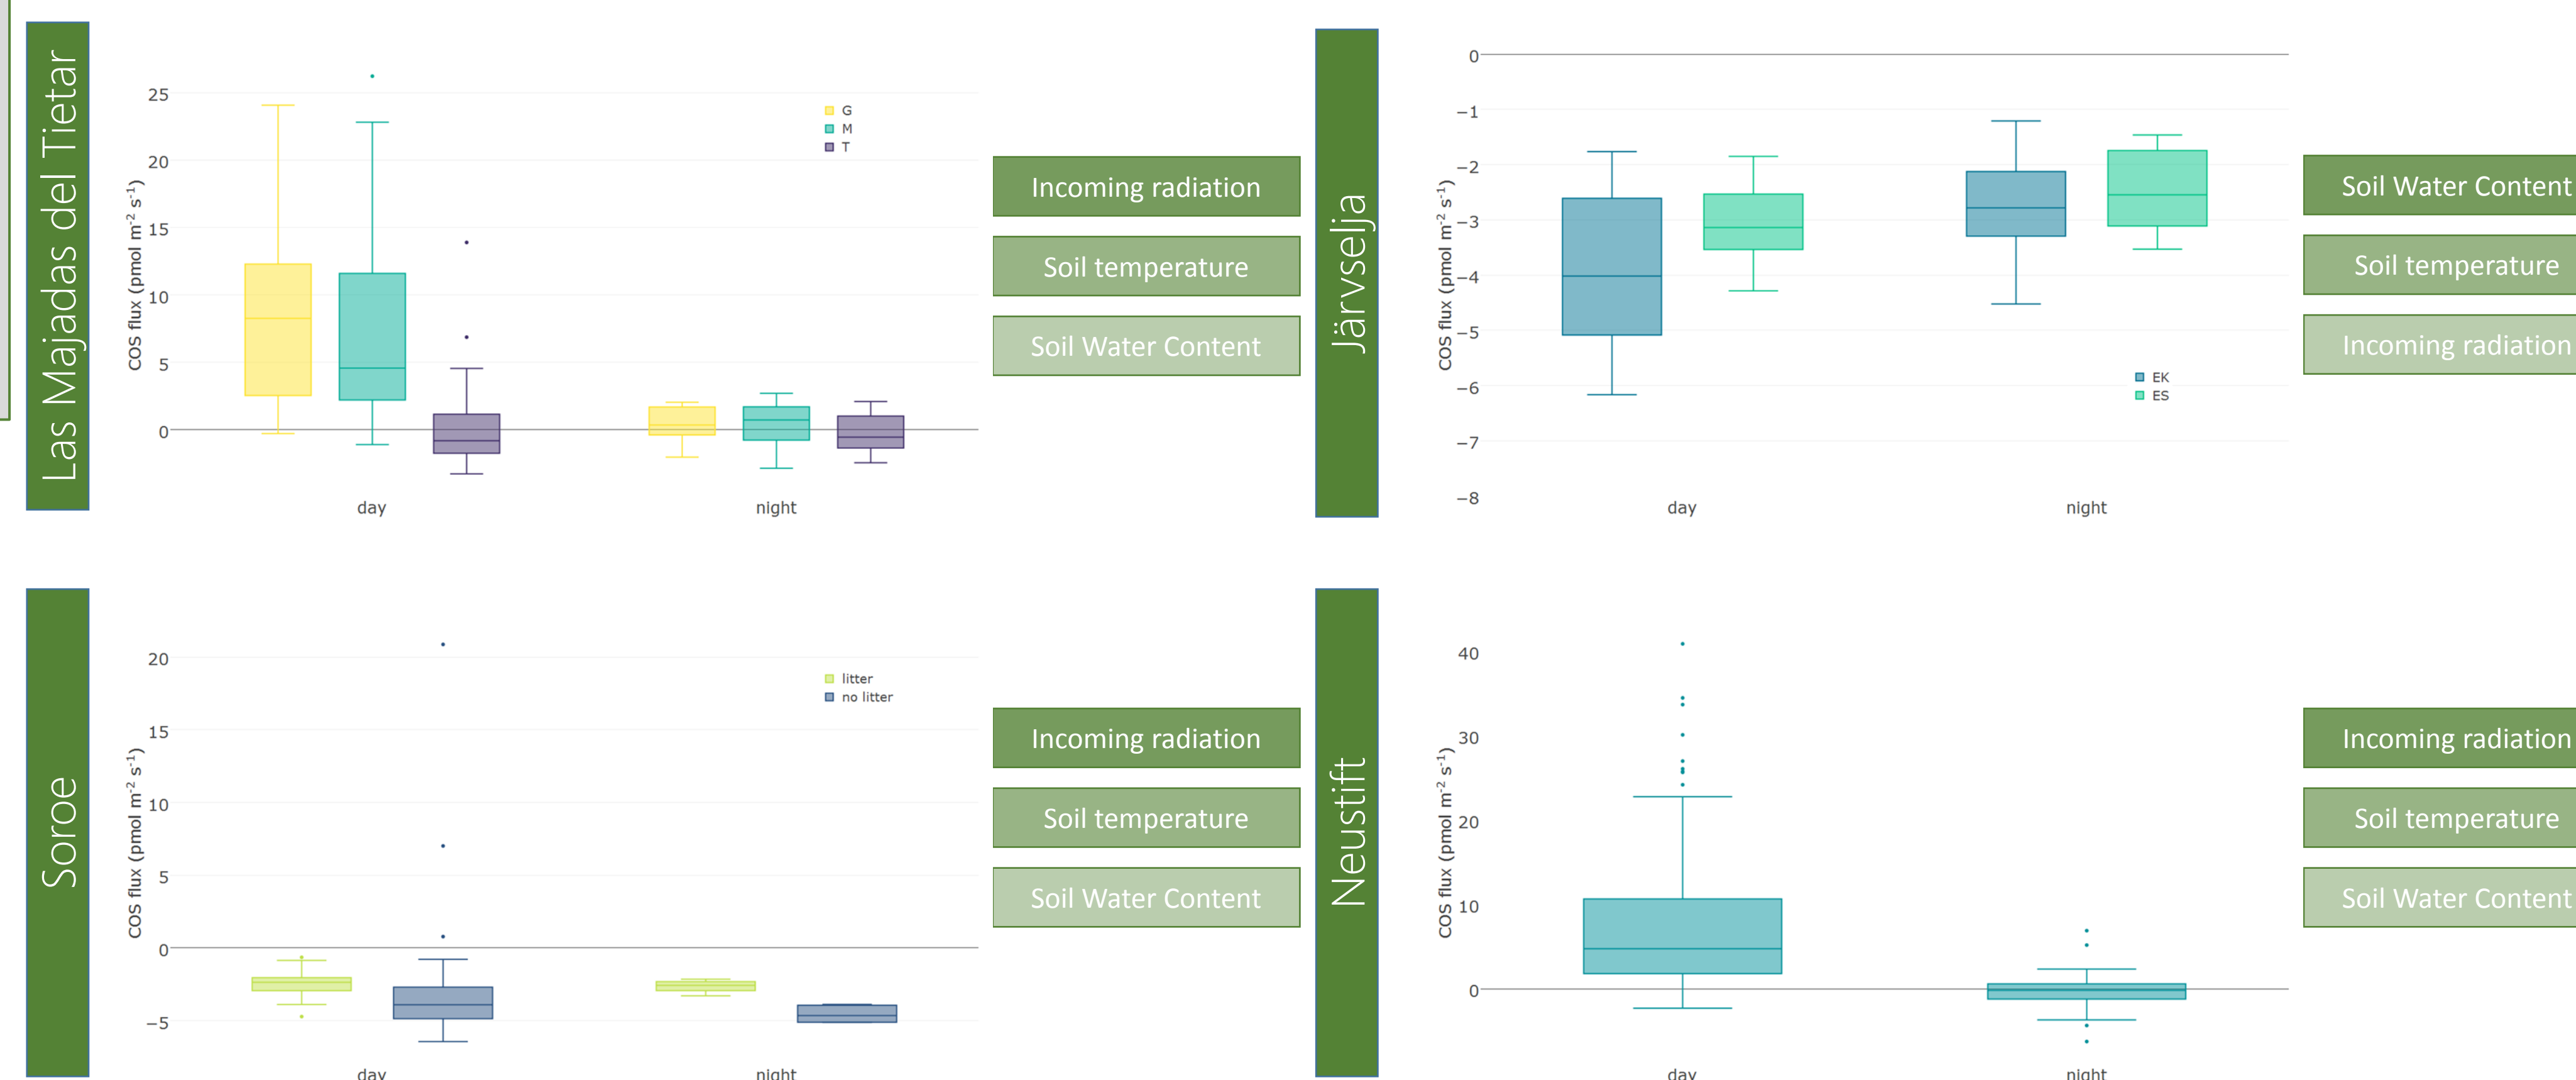 Las Majadas del Tietar
COS flux (pmol m⁻² s⁻¹)
25
20
15
10
5
0
G
M
T
day
night
Incoming radiation
Soil temperature
Soil Water Content
Järvselja
COS flux (pmol m⁻² s⁻¹)
0
−1
−2
−3
−4
−5
−6
−7
−8
EK
ES
day
night
Soil Water Content
Soil temperature
Incoming radiation
Soroe
COS flux (pmol m⁻² s⁻¹)
20
15
10
5
0
−5
litter
no litter
day
night
Incoming radiation
Soil temperature
Soil Water Content
Neustift
COS flux (pmol m⁻² s⁻¹)
40
30
20
10
0
day
night
Incoming radiation
Soil temperature
Soil Water Content